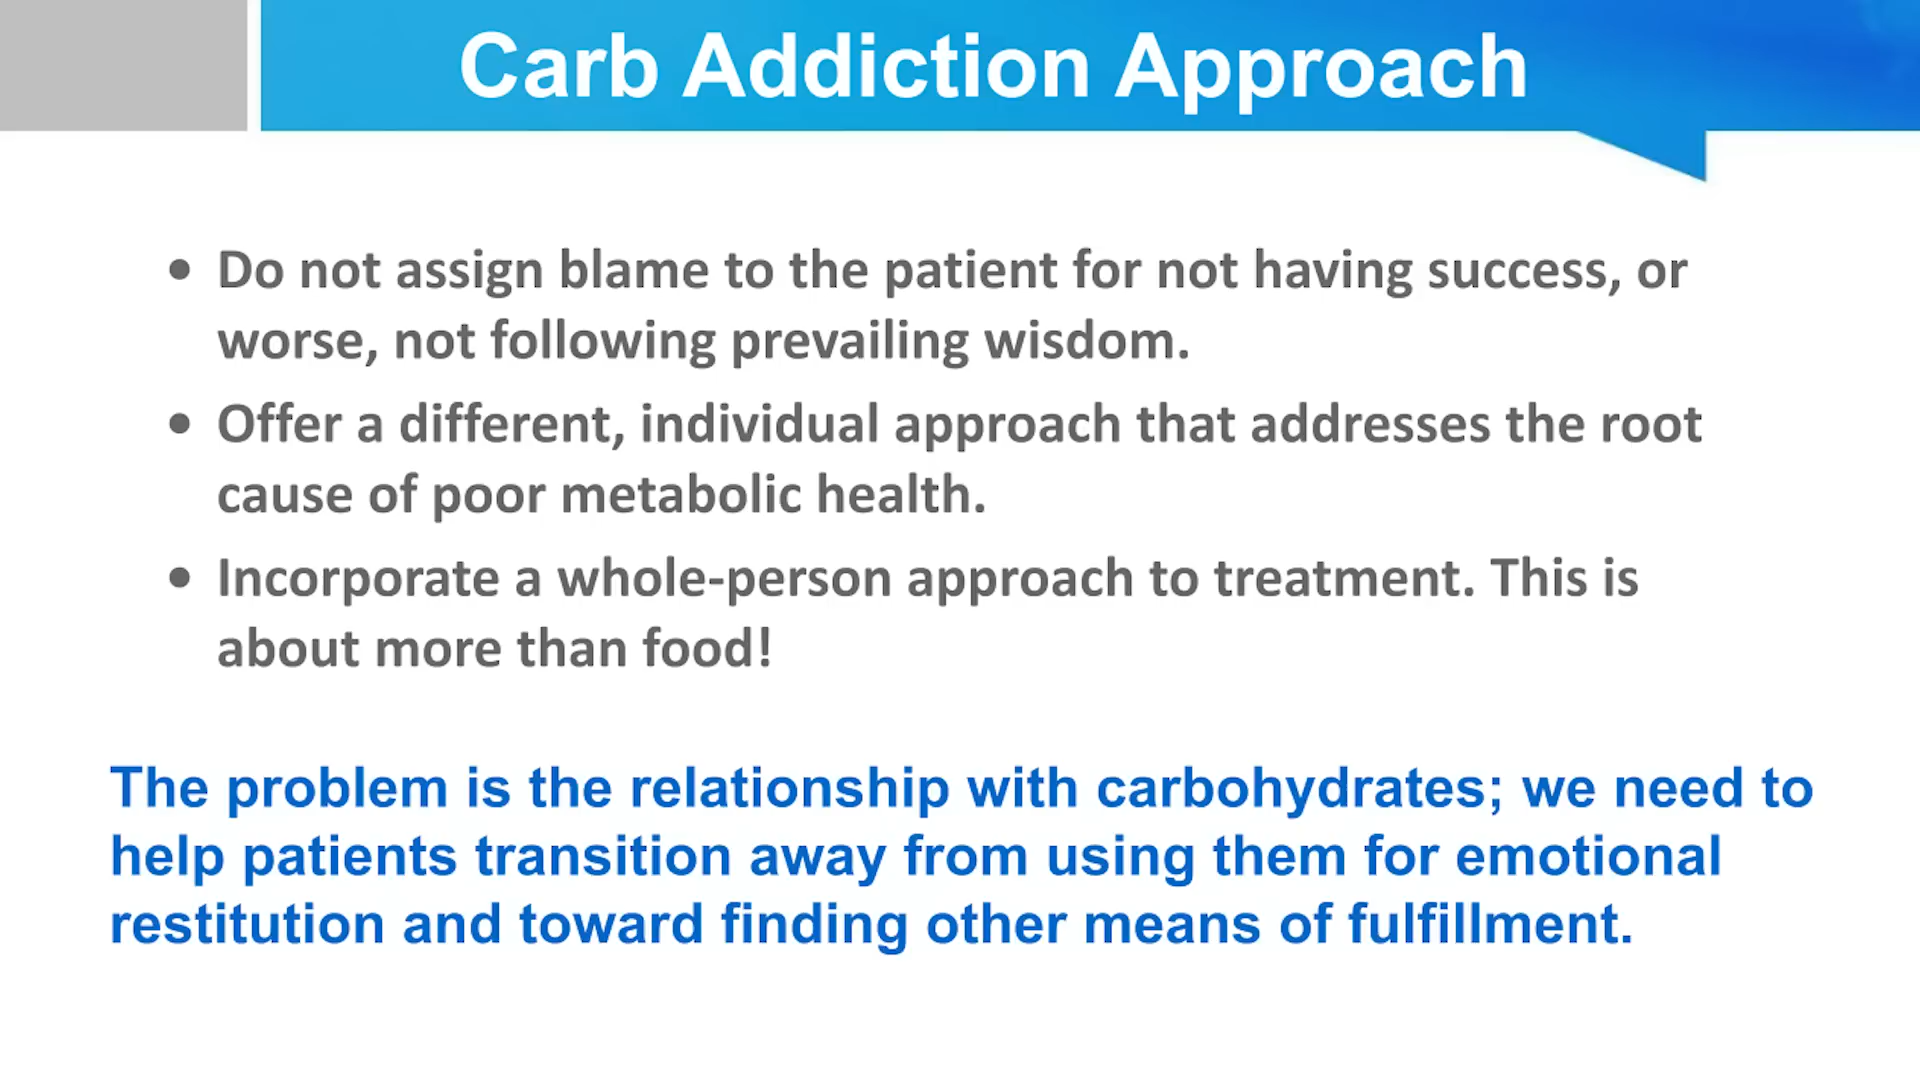 Carb Addiction Approach
• Do not assign blame to the patient for not having success, or
worse, not following prevailing wisdom.
• Offer a different, individual approach that addresses the root
cause of poor metabolic health.
• Incorporate a whole-person approach to treatment. This is
about more than food!
The problem is the relationship with carbohydrates; we need to
help patients transition away from using them for emotional
restitution and toward finding other means of fulfillment.